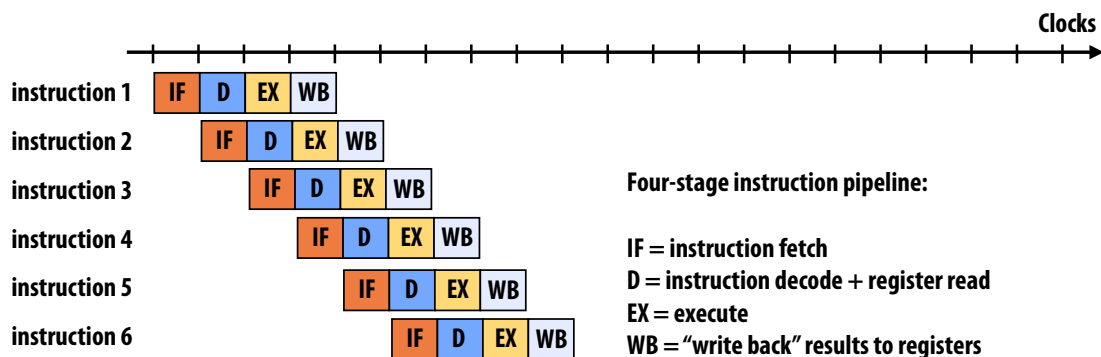 Clocks
instruction 1 IF D EX WB
instruction 2 IF D EX WB
instruction 3 IF D EX WB
instruction 4 IF D EX WB
instruction 5 IF D EX WB
instruction 6 IF D EX WB
Four-stage instruction pipeline:
IF = instruction fetch
D = instruction decode + register read
EX = execute
WB = “write back” results to registers